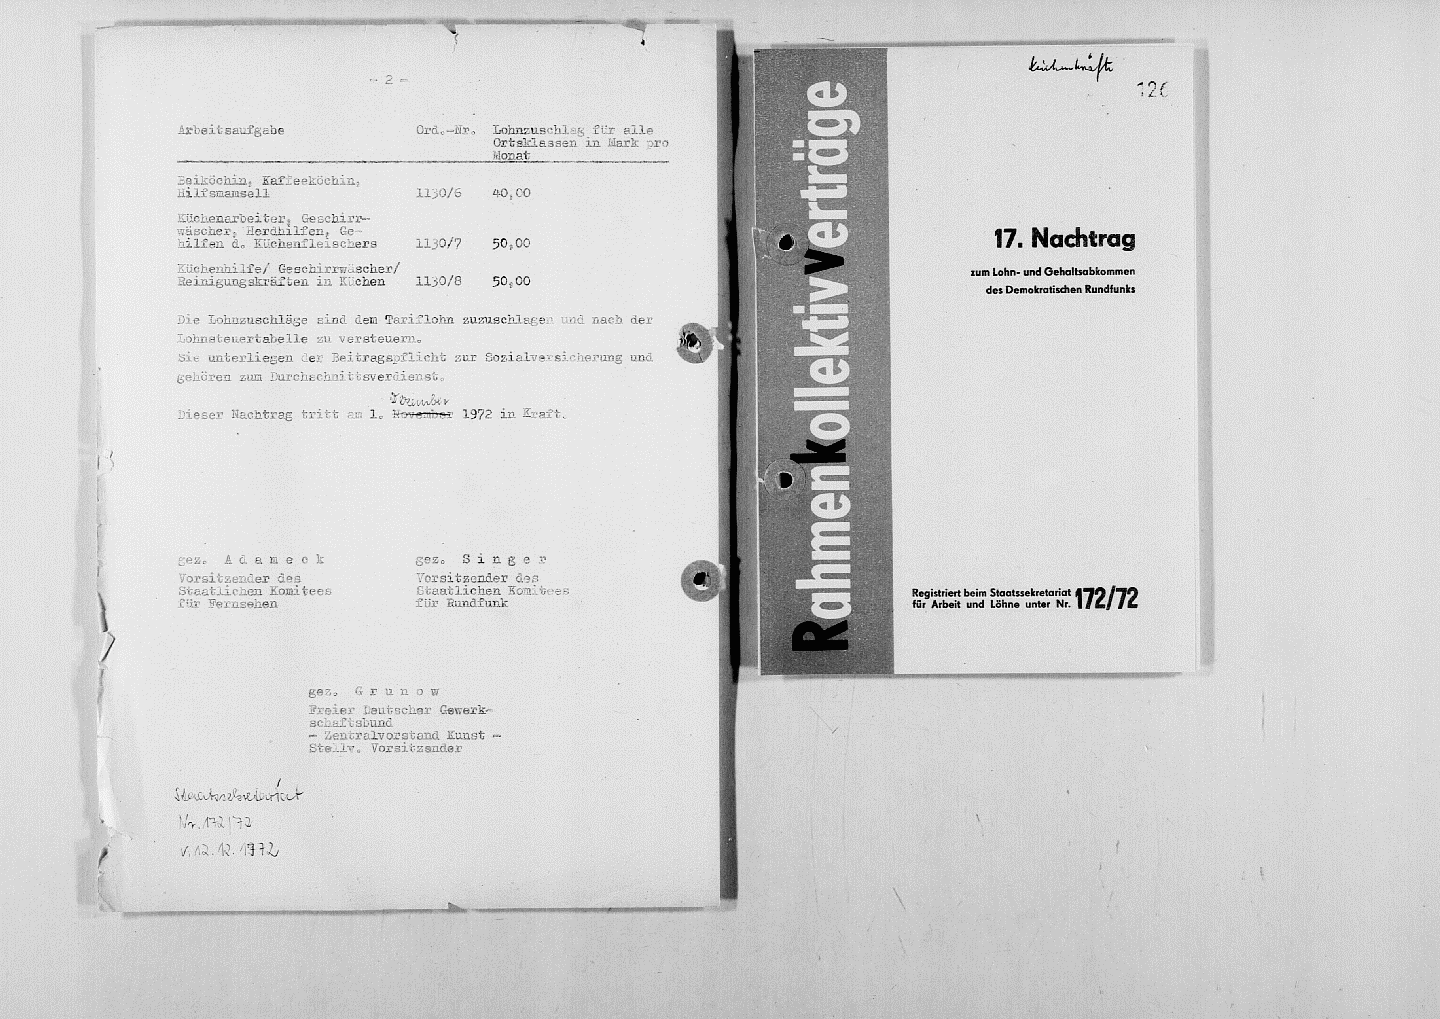 - 2 -
Arbeitsaufgabe Ord.-Nr. Lohnzuschlag für alle
Ortsklassen in Mark pro
Monat
Beiköchin, Kaffeeköchin,
Hilfsmamsell 1130/6 40,00
Küchenarbeiter, Geschirr-
wäscher, Herdhilfen, Ge-
hilfen d. Küchenfleischers 1130/7 50,00
Küchenhilfe/ Geschirrwäscher/
Reinigungskräften in Küchen 1130/8 50,00
Die Lohnzuschläge sind dem Tariflohn zuzuschlagen und nach der
Lohnsteuertabelle zu versteuern.
Sie unterliegen der Beitragspflicht zur Sozialversicherung und
gehören zum Durchschnittsverdienst.
Dezember
Dieser Nachtrag tritt am 1. November 1972 in Kraft.
gez. A d a m e c k gez. S i n g e r
Vorsitzender des Vorsitzender des
Staatlichen Komitees Staatlichen Komitees
für Fernsehen für Rundfunk
gez. G r u n o w
Freier Deutscher Gewerk-
schaftsbund
- Zentralvorstand Kunst -
Stellv. Vorsitzender
Staatssekretariat
Nr. 172/72
v. 12.12.1972
Küchenkräfte
126
Rahmenkollektivverträge
17. Nachtrag
zum Lohn- und Gehaltsabkommen
des Demokratischen Rundfunks
Registriert beim Staatssekretariat
für Arbeit und Löhne unter Nr. 172/72